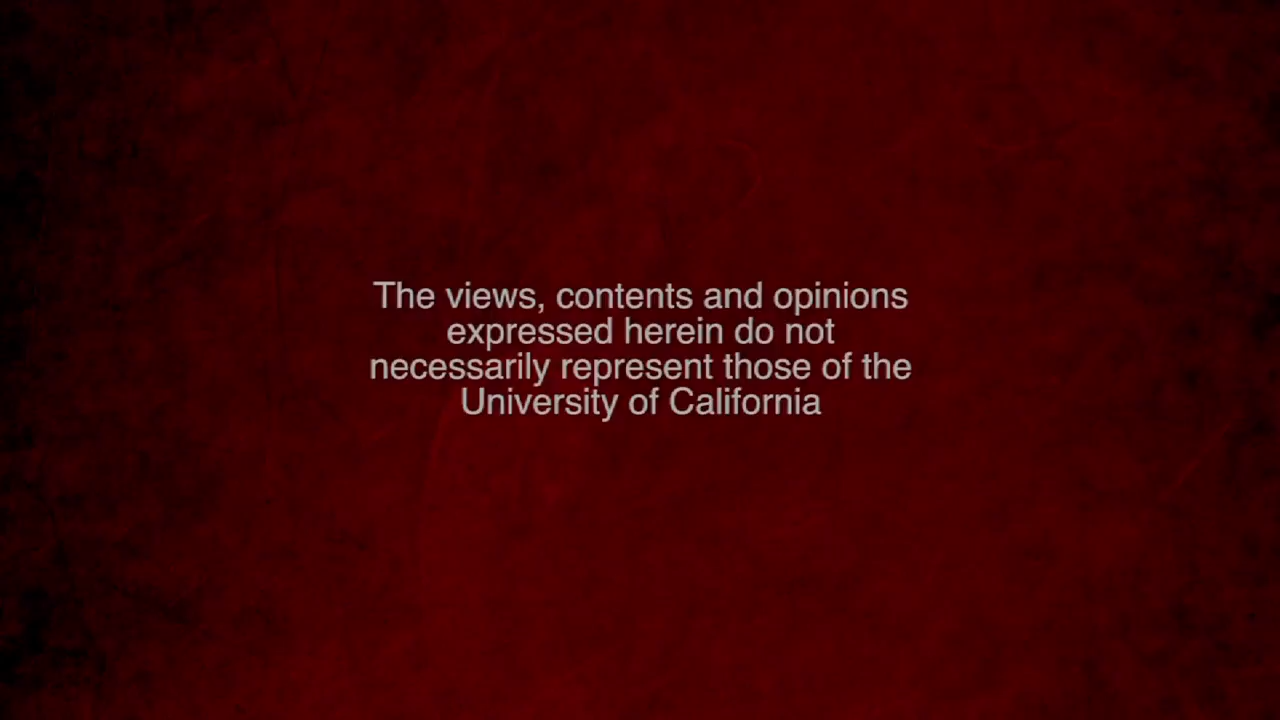 The views, contents and opinions
expressed herein do not
necessarily represent those of the
University of California